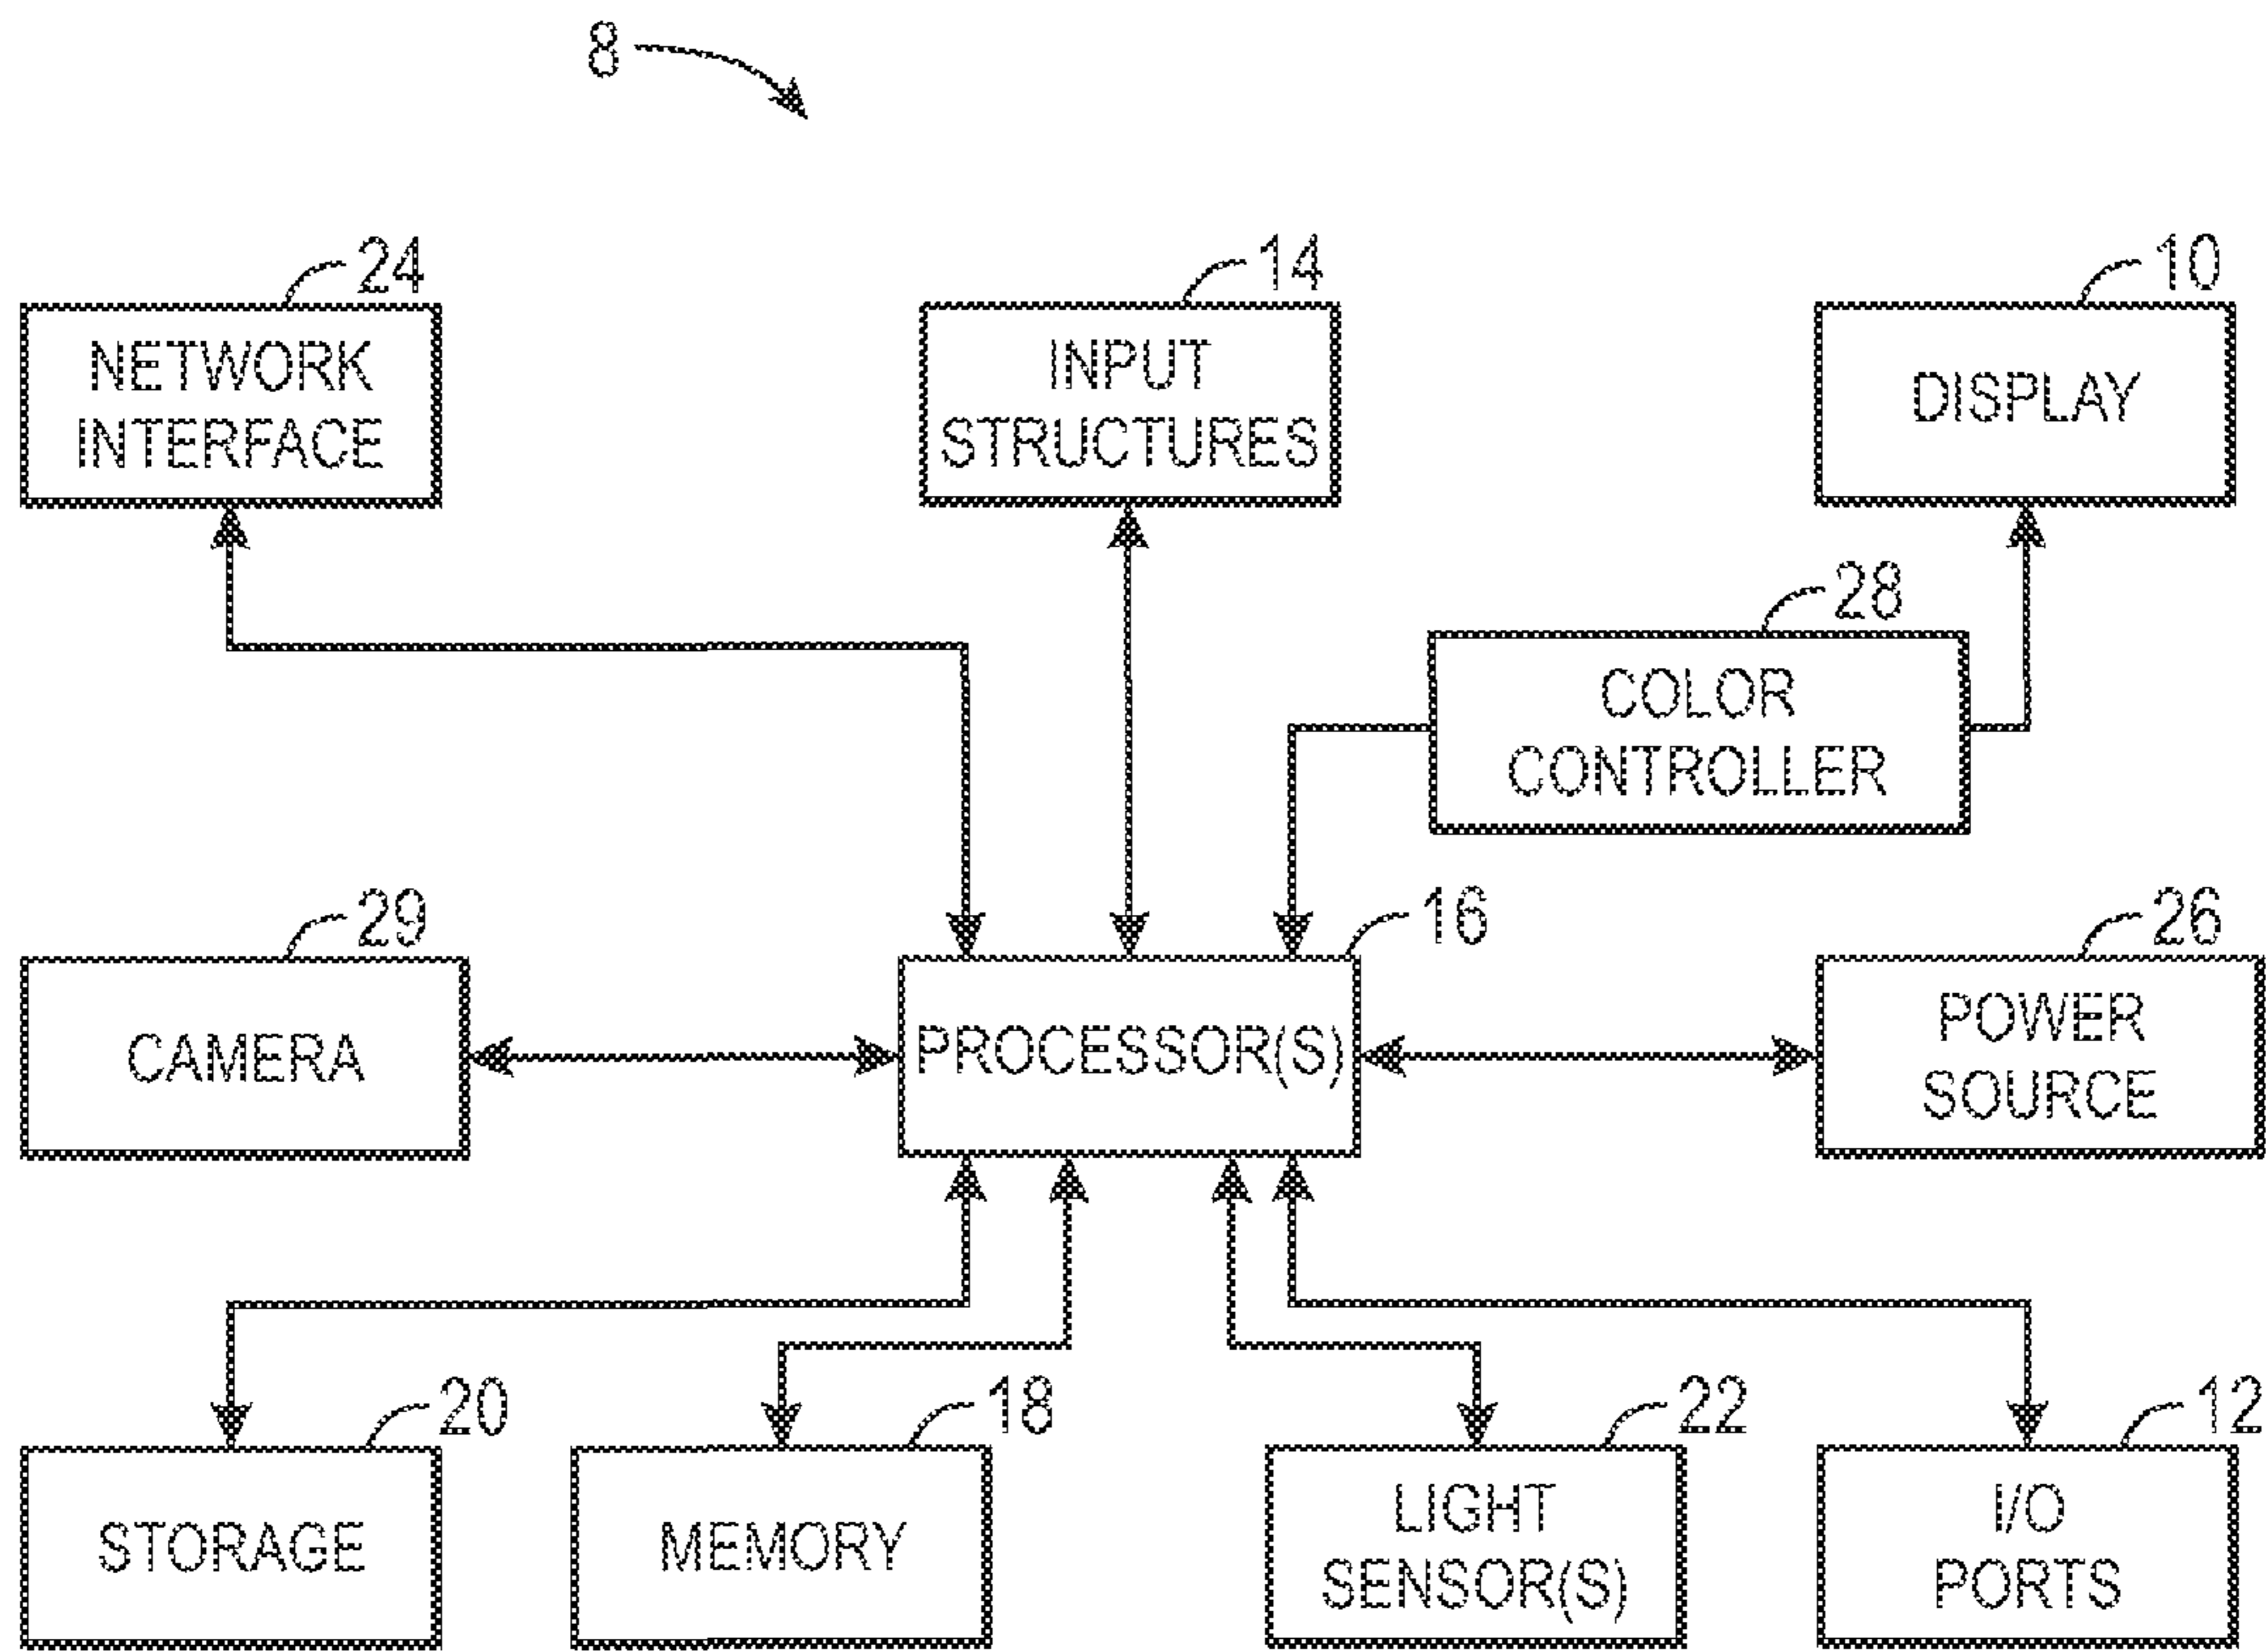 8
24
14
10
NETWORK
INTERFACE
INPUT
STRUCTURES
DISPLAY
28
COLOR
CONTROLLER
29
16
26
CAMERA
PROCESSOR(S)
POWER
SOURCE
20
18
22
12
STORAGE
MEMORY
LIGHT
SENSOR(S)
I/O
PORTS